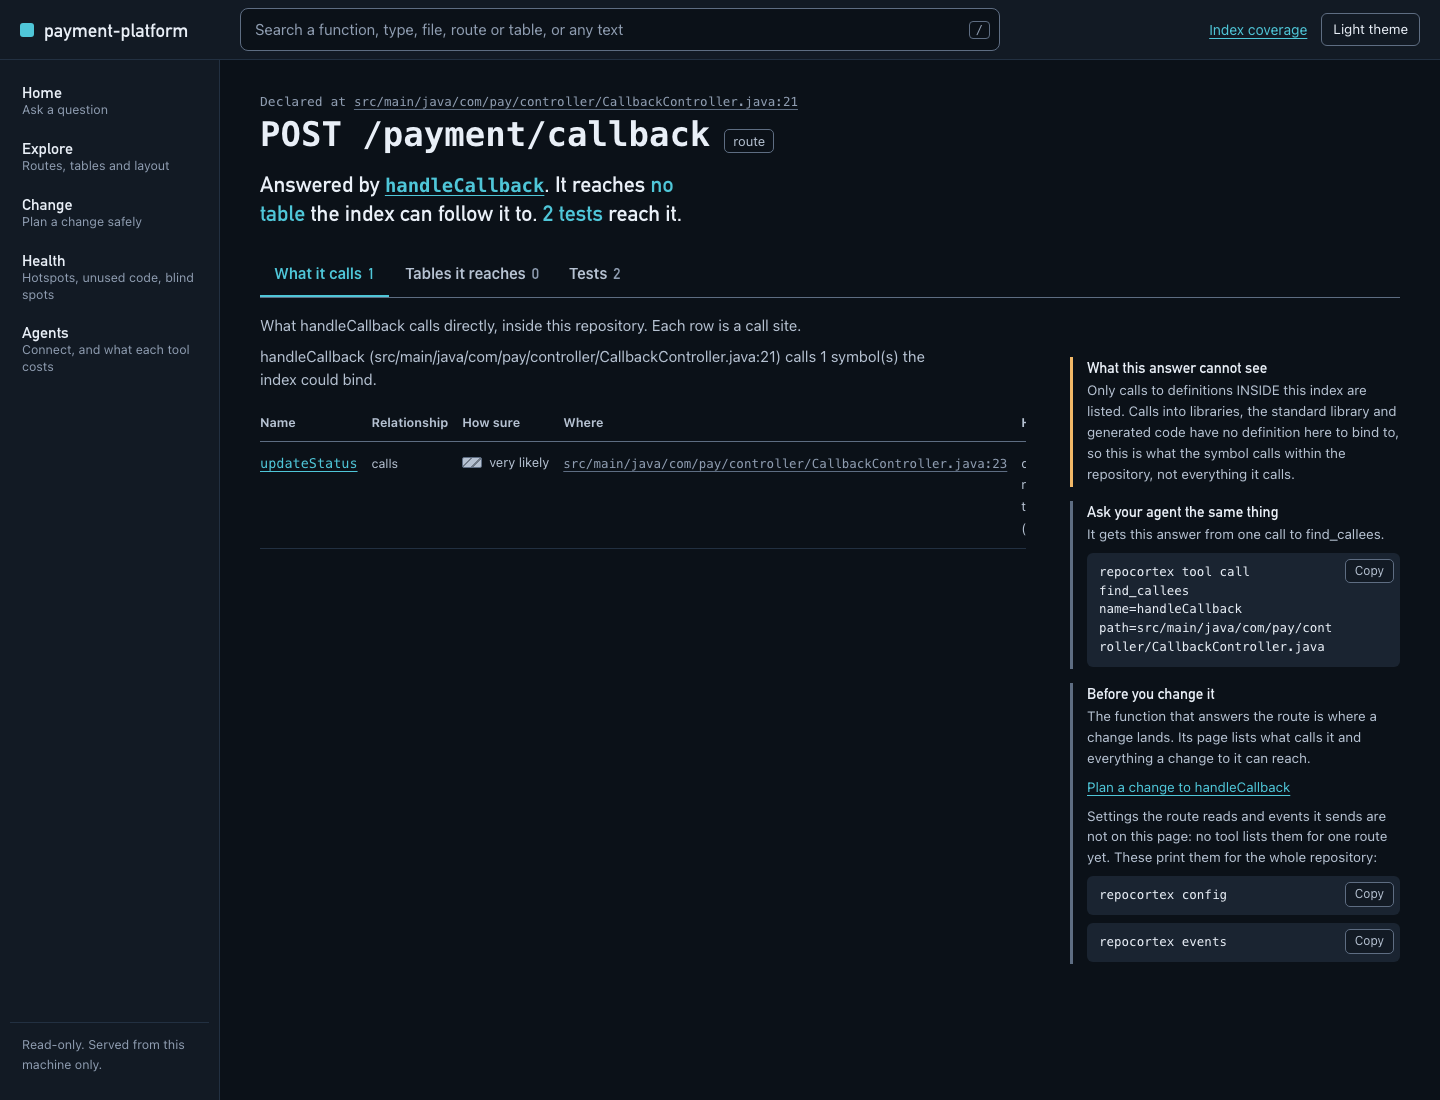 payment-platform
Search a function, type, file, route or table, or any text
/
Index coverage
Light theme
Home
Ask a question
Explore
Routes, tables and layout
Change
Plan a change safely
Health
Hotspots, unused code, blind
spots
Agents
Connect, and what each tool
costs
Read-only. Served from this
machine only.
Declared at src/main/java/com/pay/controller/CallbackController.java:21
POST /payment/callback route
Answered by handleCallback. It reaches no
table the index can follow it to. 2 tests reach it.
What it calls 1
Tables it reaches 0
Tests 2
What handleCallback calls directly, inside this repository. Each row is a call site.
handleCallback (src/main/java/com/pay/controller/CallbackController.java:21) calls 1 symbol(s) the
index could bind.
Name Relationship How sure Where
updateStatus calls very likely src/main/java/com/pay/controller/CallbackController.java:23
What this answer cannot see
Only calls to definitions INSIDE this index are
listed. Calls into libraries, the standard library and
generated code have no definition here to bind to,
so this is what the symbol calls within the
repository, not everything it calls.
Ask your agent the same thing
It gets this answer from one call to find_callees.
repocortex tool call
find_callees
name=handleCallback
path=src/main/java/com/pay/cont
roller/CallbackController.java
Copy
Before you change it
The function that answers the route is where a
change lands. Its page lists what calls it and
everything a change to it can reach.
Plan a change to handleCallback
Settings the route reads and events it sends are
not on this page: no tool lists them for one route
yet. These print them for the whole repository:
repocortex config
Copy
repocortex events
Copy